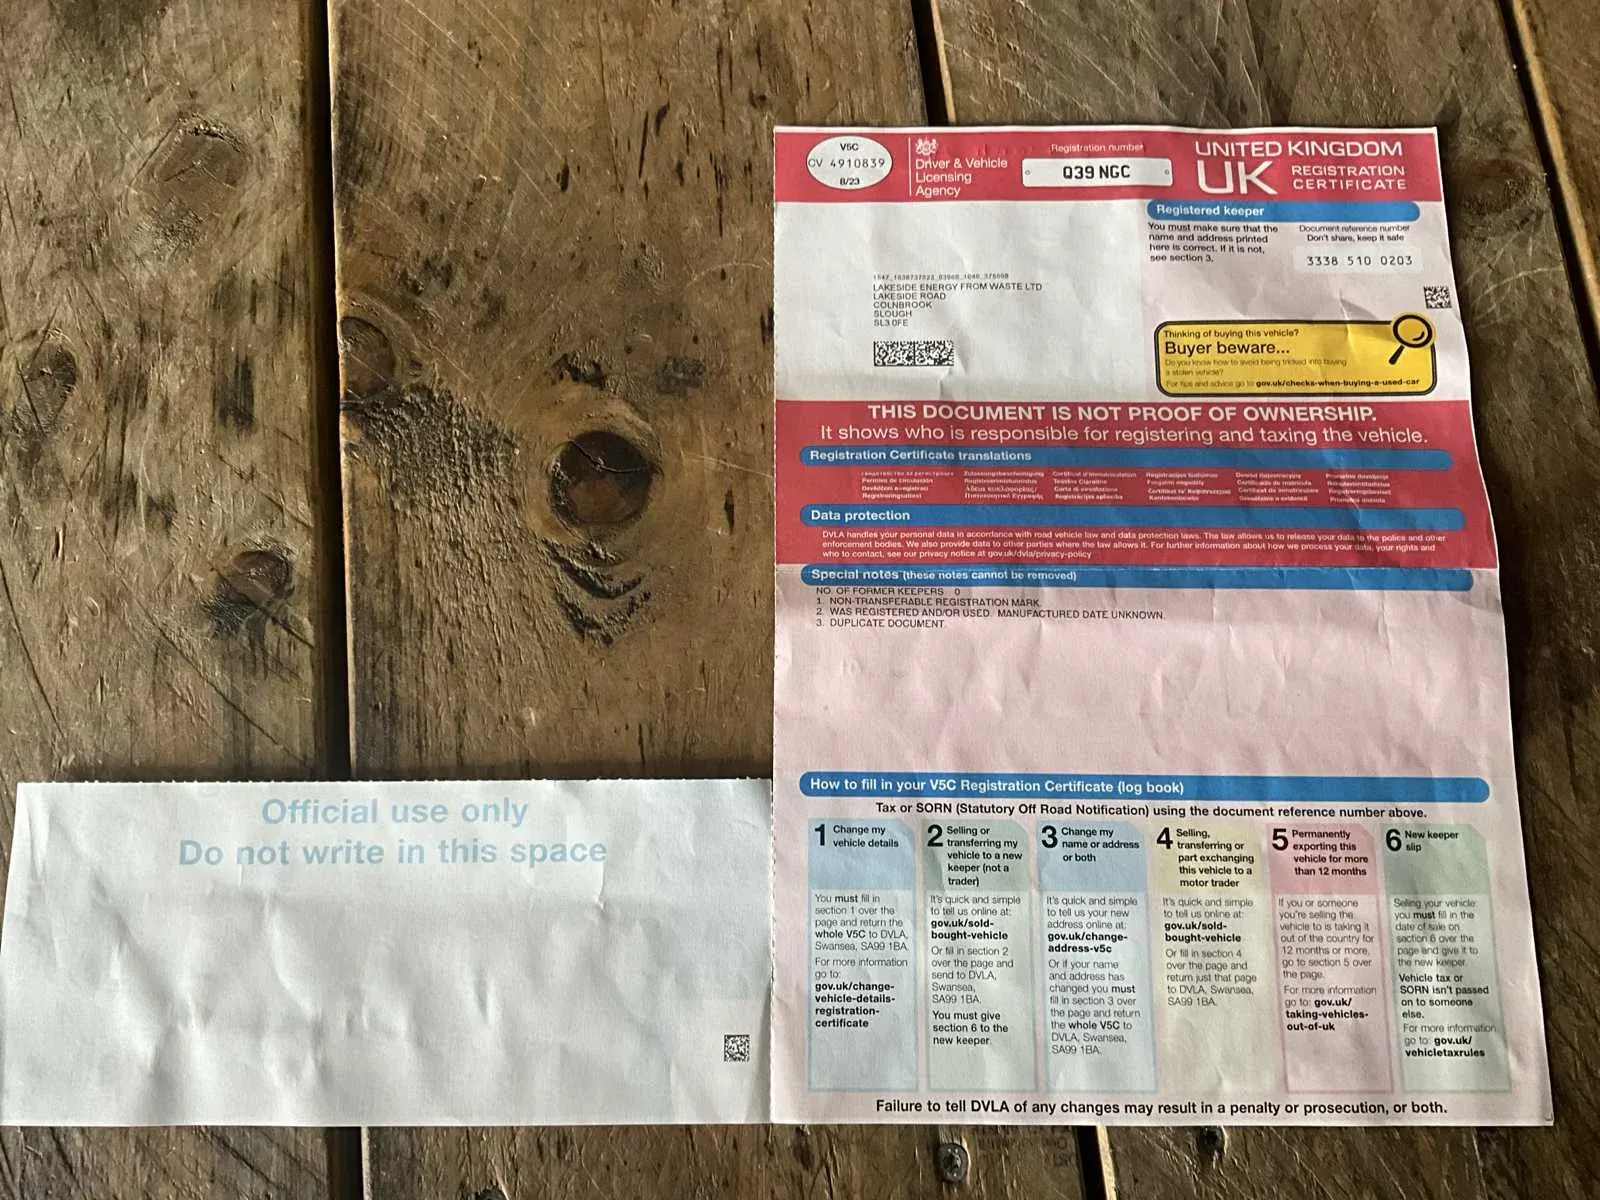 V5C
CV 4910839
8/23
Driver & Vehicle
Licensing
Agency
Registration number
Q39 NGC
UNITED KINGDOM
UK REGISTRATION
CERTIFICATE
Registered keeper
You must make sure that the
name and address printed
here is correct. If it is not,
see section 3.
Document reference number
Don't share, keep it safe
3338 510 0203
LAKESIDE ENERGY FROM WASTE LTD
LAKESIDE ROAD
COLNBROOK
SLOUGH
SL3 0FE
Thinking of buying this vehicle?
Buyer beware...
Do you know how to avoid being tricked into buying
a stolen vehicle?
For tips and advice go to gov.uk/checks-when-buying-a-used-car
THIS DOCUMENT IS NOT PROOF OF OWNERSHIP.
It shows who is responsible for registering and taxing the vehicle.
Registration Certificate translations
Permiso de circulación
Data protection
DVLA handles your personal data in accordance with road vehicle law and data protection laws. The law allows us to release your data to the police and other
enforcement bodies. We also provide data to other parties where the law allows it. For further information about how we process your data, your rights and
who to contact, see our privacy notice at gov.uk/dvla/privacy-policy
Special notes (these notes cannot be removed)
NO. OF FORMER KEEPERS 0
1. NON-TRANSFERABLE REGISTRATION MARK.
2. WAS REGISTERED AND/OR USED. MANUFACTURED DATE UNKNOWN.
3. DUPLICATE DOCUMENT.
How to fill in your V5C Registration Certificate (log book)
Tax or SORN (Statutory Off Road Notification) using the document reference number above.
1 Change my
vehicle details
You must fill in
section 1 over the
page and return the
whole V5C to DVLA,
Swansea, SA99 1BA.
For more information
go to:
gov.uk/change-
vehicle-details-
registration-
certificate
2 Selling or
transferring my
vehicle to a new
keeper (not a
trader)
It's quick and simple
to tell us online at:
gov.uk/sold-
bought-vehicle
Or fill in section 2
over the page and
send to DVLA,
Swansea,
SA99 1BA.
You must give
section 6 to the
new keeper.
3 Change my
name or address
or both
It's quick and simple
to tell us your new
address online at:
gov.uk/change-
address-v5c
Or if your name
and address has
changed you must
fill in section 3 over
the page and return
the whole V5C to
DVLA, Swansea,
SA99 1BA.
4 Selling,
transferring or
part exchanging
this vehicle to a
motor trader
It's quick and simple
to tell us online at:
gov.uk/sold-
bought-vehicle
Or fill in section 4
over the page and
return just that page
to DVLA, Swansea,
SA99 1BA.
5 Permanently
exporting this
vehicle for more
than 12 months
If you or someone
you're selling the
vehicle to is taking it
out of the country for
12 months or more,
go to section 5 over
the page.
For more information
go to: gov.uk/
taking-vehicles-
out-of-uk
6 New keeper
slip
Selling your vehicle:
you must fill in the
date of sale on
section 6 over the
page and give it to
the new keeper.
Vehicle tax or
SORN isn't passed
on to someone
else.
For more information
go to: gov.uk/
vehicletaxrules
Failure to tell DVLA of any changes may result in a penalty or prosecution, or both.
Official use only
Do not write in this space